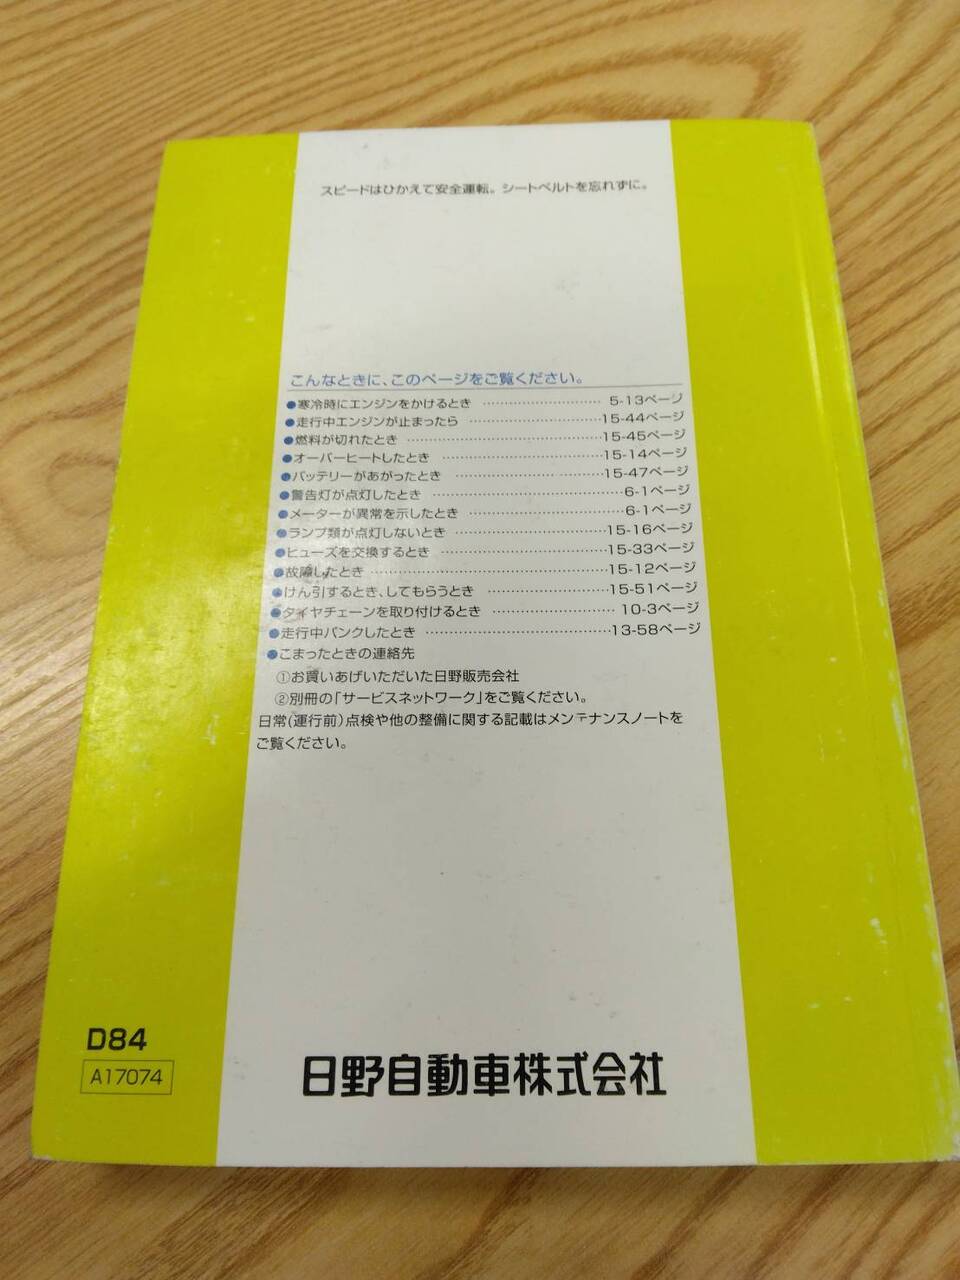 スピードはひかえて安全運転。シートベルトを忘れずに。
こんなときに、このページをご覧ください。
●寒冷時にエンジンをかけるとき ………………………… 5-13ページ
●走行中エンジンが止まったら ………………………… 15-44ページ
●燃料が切れたとき ………………………… 15-45ページ
●オーバーヒートしたとき ………………………… 15-14ページ
●バッテリーがあがったとき ………………………… 15-47ページ
●警告灯が点灯したとき ………………………… 6-1ページ
●メーターが異常を示したとき ………………………… 6-1ページ
●ランプ類が点灯しないとき ………………………… 15-16ページ
●ヒューズを交換するとき ………………………… 15-33ページ
●故障したとき ………………………… 15-12ページ
●けん引するとき、してもらうとき ………………………… 15-51ページ
●タイヤチェーンを取り付けるとき ………………………… 10-3ページ
●走行中パンクしたとき ………………………… 13-58ページ
●こまったときの連絡先
①お買いあげいただいた日野販売会社
②別冊の「サービスネットワーク」をご覧ください。
日常(運行前)点検や他の整備に関する記載はメンテナンスノートを
ご覧ください。
D84
A17074
日野自動車株式会社